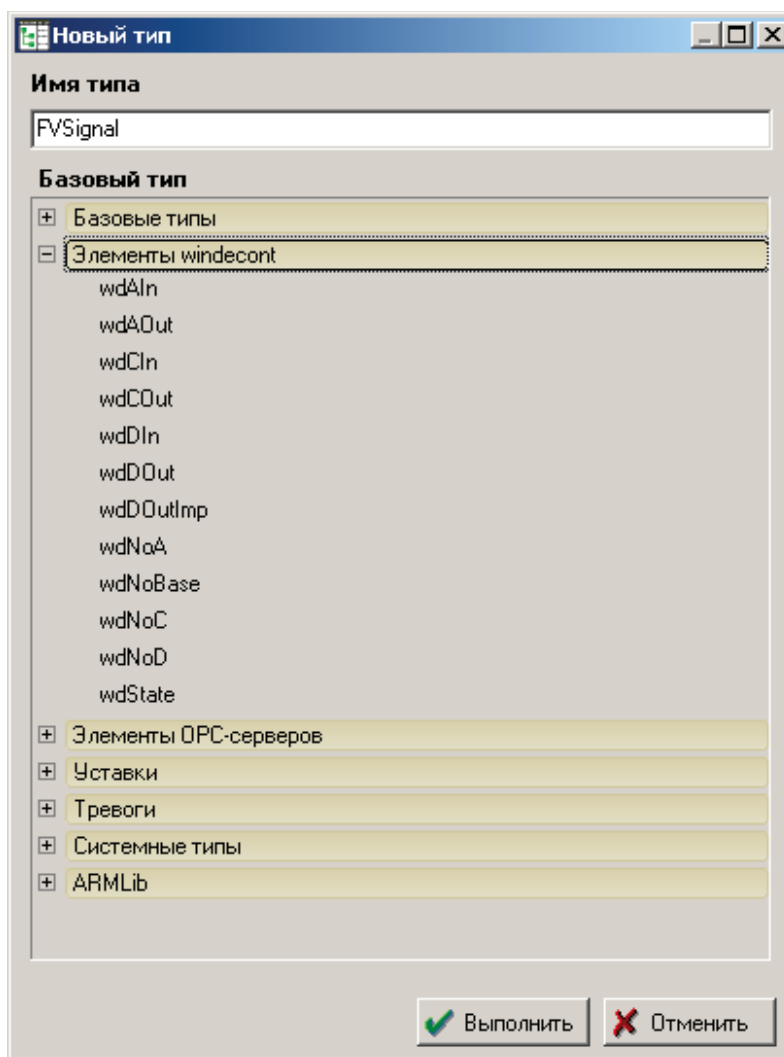 Новый тип
Имя типа
FVSignal
Базовый тип
Базовые типы
Элементы windecont
wdAIn
wdAOut
wdCIn
wdCOut
wdDIn
wdDOut
wdDOutImp
wdNoA
wdNoBase
wdNoC
wdNoD
wdState
Элементы OPC-серверов
Уставки
Тревоги
Системные типы
ARMLib
Выполнить Отменить